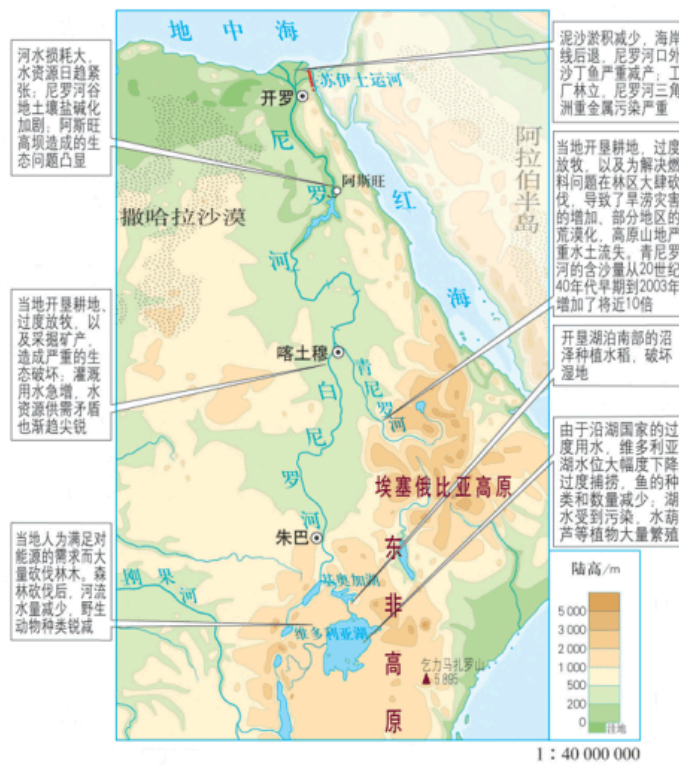 地中海
河水损耗大，
水资源日趋紧
张；尼罗河谷
地土壤盐碱化
加剧；阿斯旺
高坝造成的生
态问题凸显
泥沙淤积减少，海岸
线后退，尼罗河口外
沙丁鱼严重减产；工
厂林立，尼罗河三角
洲重金属污染严重
苏伊士运河
开罗
尼罗河
阿斯旺
红海
阿拉伯半岛
撒哈拉沙漠
当地开垦耕地，过度
放牧，以及为解决燃
料问题在林区大肆砍
伐，导致了旱涝灾害
的增加，部分地区的
荒漠化，高原山地严
重水土流失。青尼罗
河的含沙量从20世纪
40年代早期到2003年
增加了将近10倍
当地开垦耕地、
过度放牧，以
及采掘矿产，
造成严重的生
态破坏；灌溉
用水急增，水
资源供需矛盾
也渐趋尖锐
喀土穆
青尼罗河
白尼罗河
开垦湖泊南部的沼
泽种植水稻，破坏
湿地
由于沿湖国家的过
度用水，维多利亚
湖水位大幅度下降
过度捕捞，鱼的种
类和数量减少；湖
水受到污染，水葫
芦等植物大量繁殖
埃塞俄比亚高原
朱巴
东非高原
当地人为满足对
能源的需求而大
量砍伐林木。森
林砍伐后，河流
水量减少，野生
动物种类锐减
刚果河
基奥加湖
维多利亚湖
乞力马扎罗山
5 895
陆高/m
5 000
3 000
2 000
1 000
500
200
0
洼地
1：40 000 000